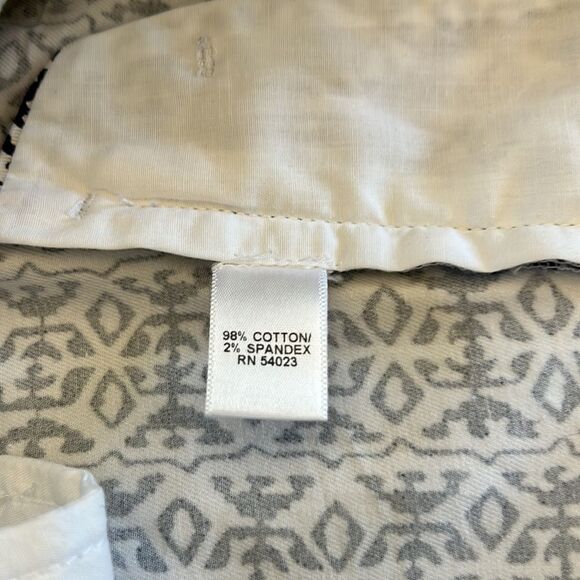 98% COTTON/
2% SPANDEX
RN 54023